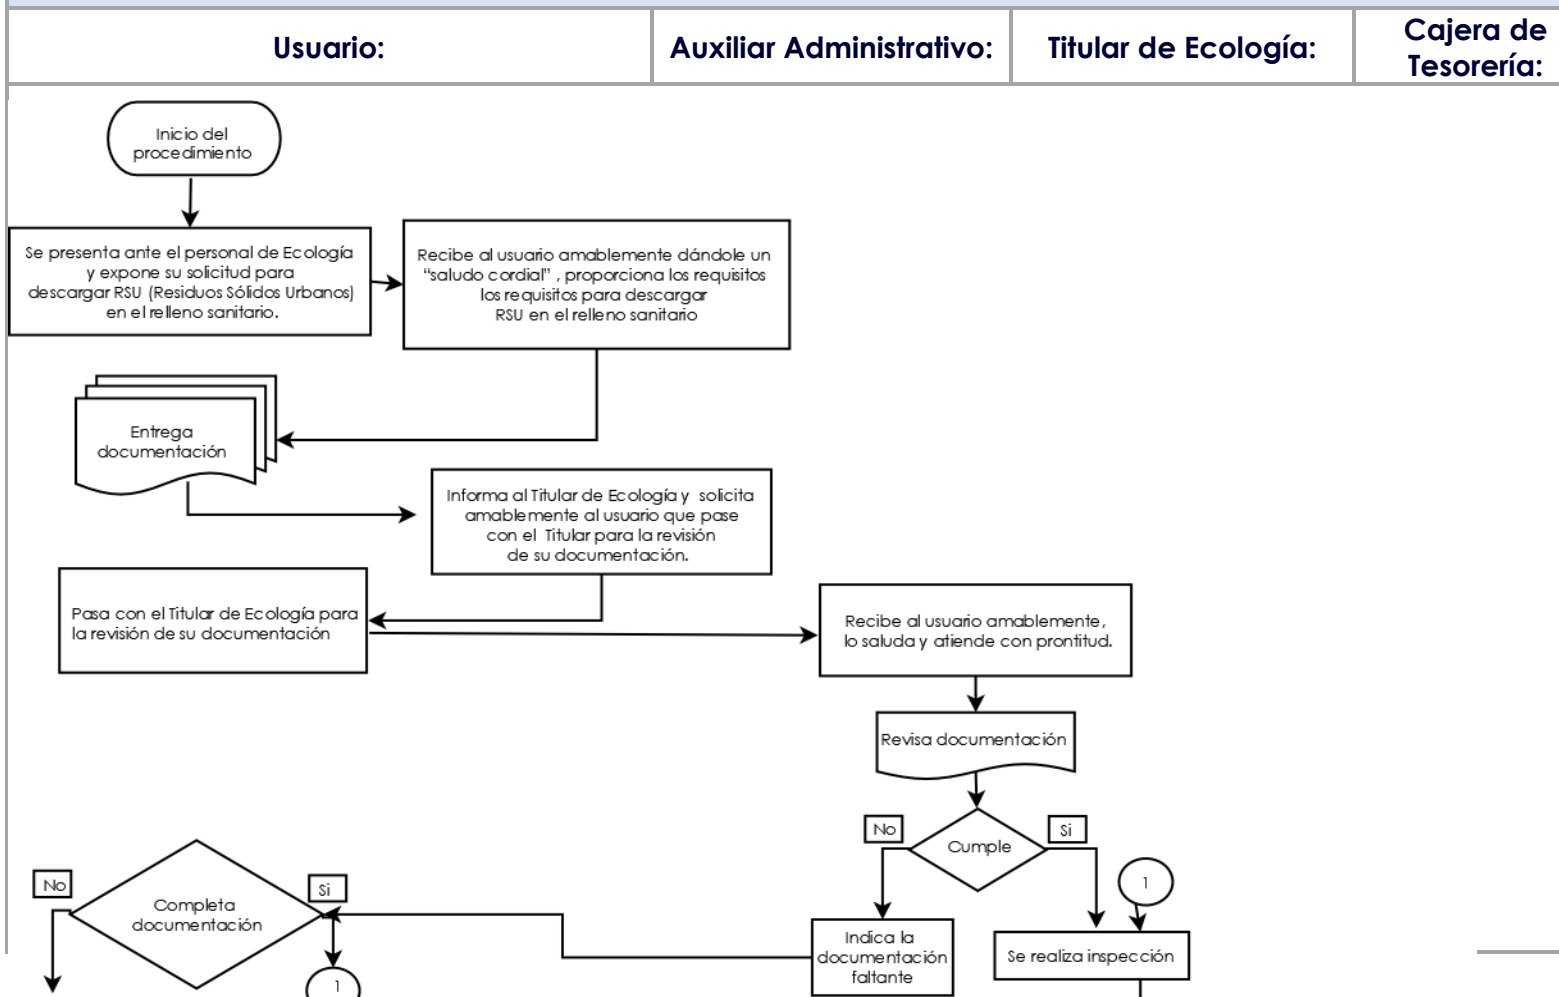 Usuario:
Auxiliar Administrativo:
Titular de Ecología:
Cajera de
Tesorería:
Inicio del
procedimiento
Se presenta ante el personal de Ecología
y expone su solicitud para
descargar RSU (Residuos Sólidos Urbanos)
en el relleno sanitario.
Recibe al usuario amablemente dándole un
“saludo cordial” , proporciona los requisitos
los requisitos para descargar
RSU en el relleno sanitario
Entrega
documentación
Informa al Titular de Ecología y solicita
amablemente al usuario que pase
con el Titular para la revisión
de su documentación.
Pasa con el Titular de Ecología para
la revisión de su documentación
Recibe al usuario amablemente,
lo saluda y atiende con prontitud.
Revisa documentación
No
Cumple
Si
1
No
Completa
documentación
Si
1
Indica la
documentación
faltante
Se realiza inspección